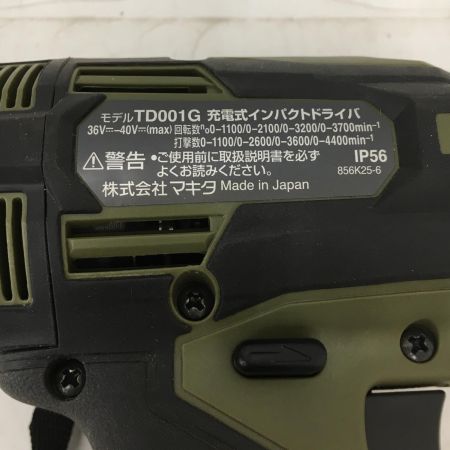 モデルTD001G 充電式インパクトドライバ
36V⎓-40V⎓(max) 回転数n₀0-1100/0-2100/0-3200/0-3700min⁻¹
打撃数0-1100/0-2600/0-3600/0-4400min⁻¹
⚠警告 •ご使用前に取扱説明書を必ず
よくお読みください。
IP56
856K25-6
株式会社 マキタ Made in Japan